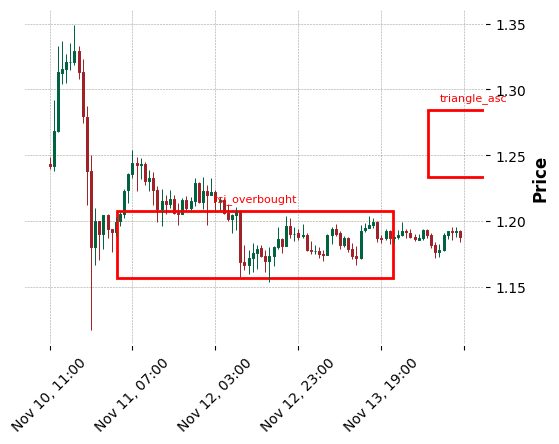 1.35
triangle_asc
1.30
1.25
Price
si_overbought
1.20
1.15
Nov 10, 11:00
Nov 11, 07:00
Nov 12, 03:00
Nov 12, 23:00
Nov 13, 19:00